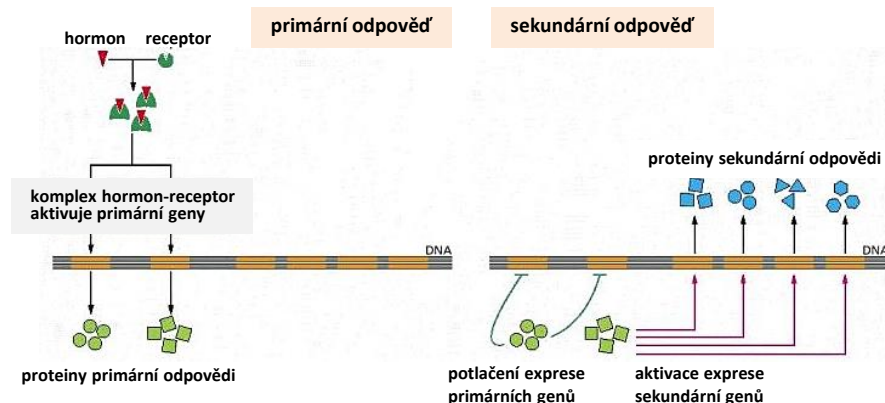 primární odpověď
hormon receptor
komplex hormon-receptor
aktivuje primární geny
DNA
proteiny primární odpovědi
sekundární odpověď
proteiny sekundární odpovědi
DNA
potlačení exprese
primárních genů
aktivace exprese
sekundární genů